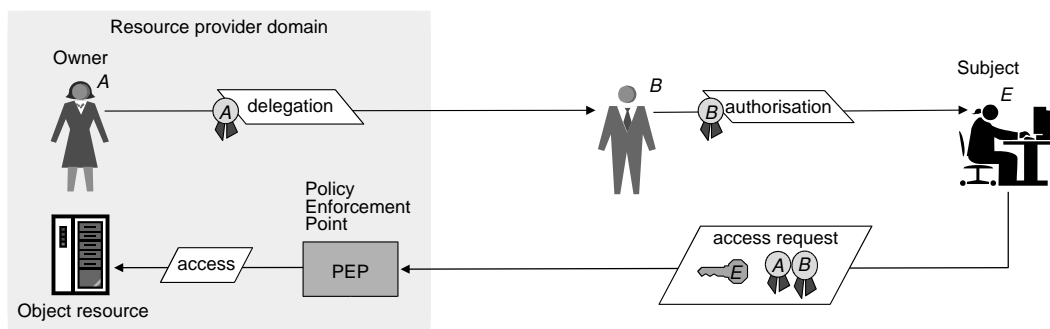 Resource provider domain
Owner
A
A
delegation
B
B
authorisation
Subject
E
Policy
Enforcement
Point
PEP
access
Object resource
access request
E
A
B